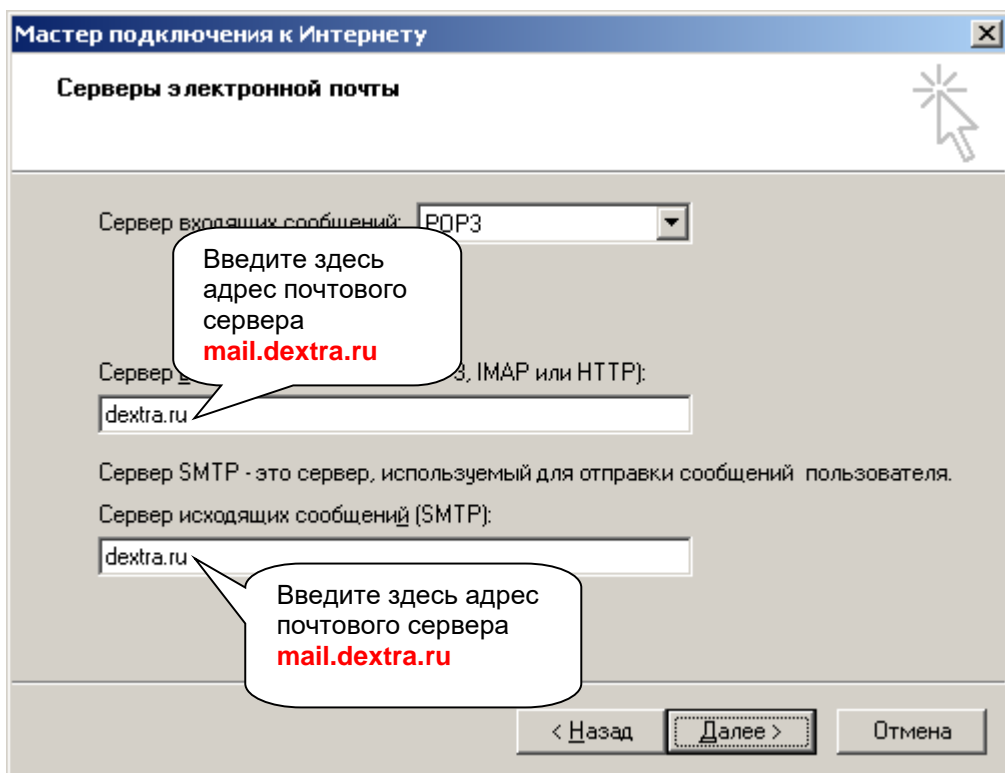 Мастер подключения к Интернету
Серверы электронной почты
Сервер входящих сообщений: POP3
Введите здесь
адрес почтового
сервера
mail.dextra.ru
Сервер 3, IMAP или HTTP):
dextra.ru
Сервер SMTP - это сервер, используемый для отправки сообщений пользователя.
Сервер исходящих сообщений (SMTP):
dextra.ru
Введите здесь адрес
почтового сервера
mail.dextra.ru
< Назад Далее > Отмена